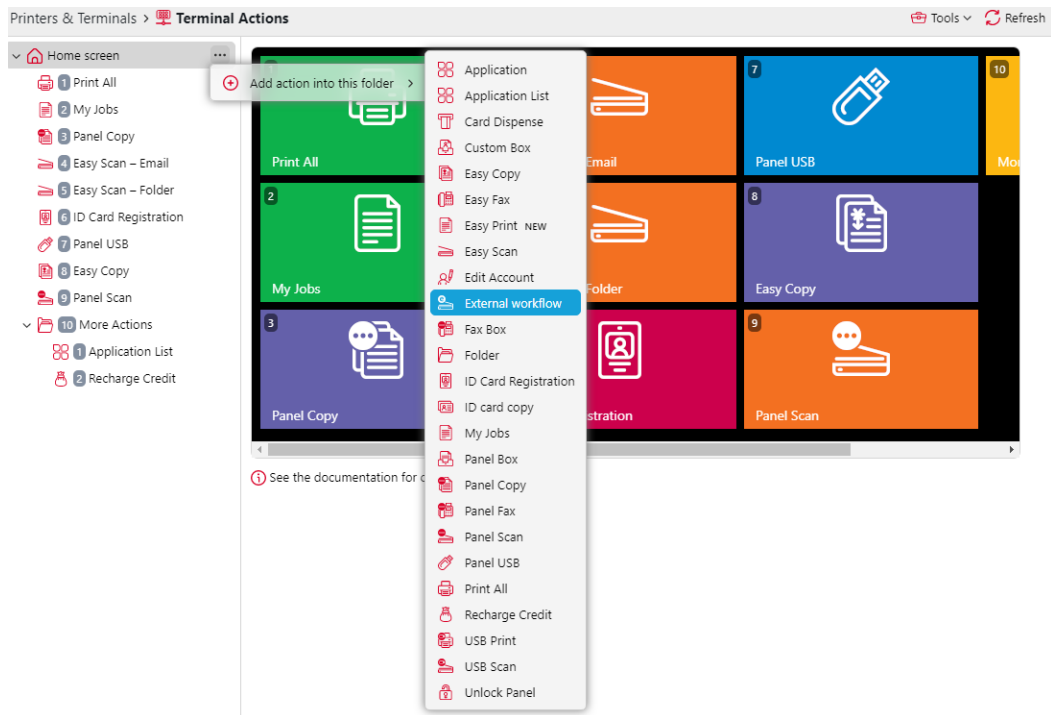 Printers & Terminals > Terminal Actions
Tools
Refresh
Home screen ...
1 Print All
2 My Jobs
3 Panel Copy
4 Easy Scan – Email
5 Easy Scan – Folder
6 ID Card Registration
7 Panel USB
8 Easy Copy
9 Panel Scan
10 More Actions
1 Application List
2 Recharge Credit
Add action into this folder >
Application
Application List
Card Dispense
Custom Box
Easy Copy
Easy Fax
Easy Print NEW
Easy Scan
Edit Account
External workflow
Fax Box
Folder
ID Card Registration
ID card copy
My Jobs
Panel Box
Panel Copy
Panel Fax
Panel Scan
Panel USB
Print All
Recharge Credit
USB Print
USB Scan
Unlock Panel
Print All
2
My Jobs
3
Panel Copy
Email
Folder
stration
7
Panel USB
8
Easy Copy
9
Panel Scan
10
Mo
See the documentation for